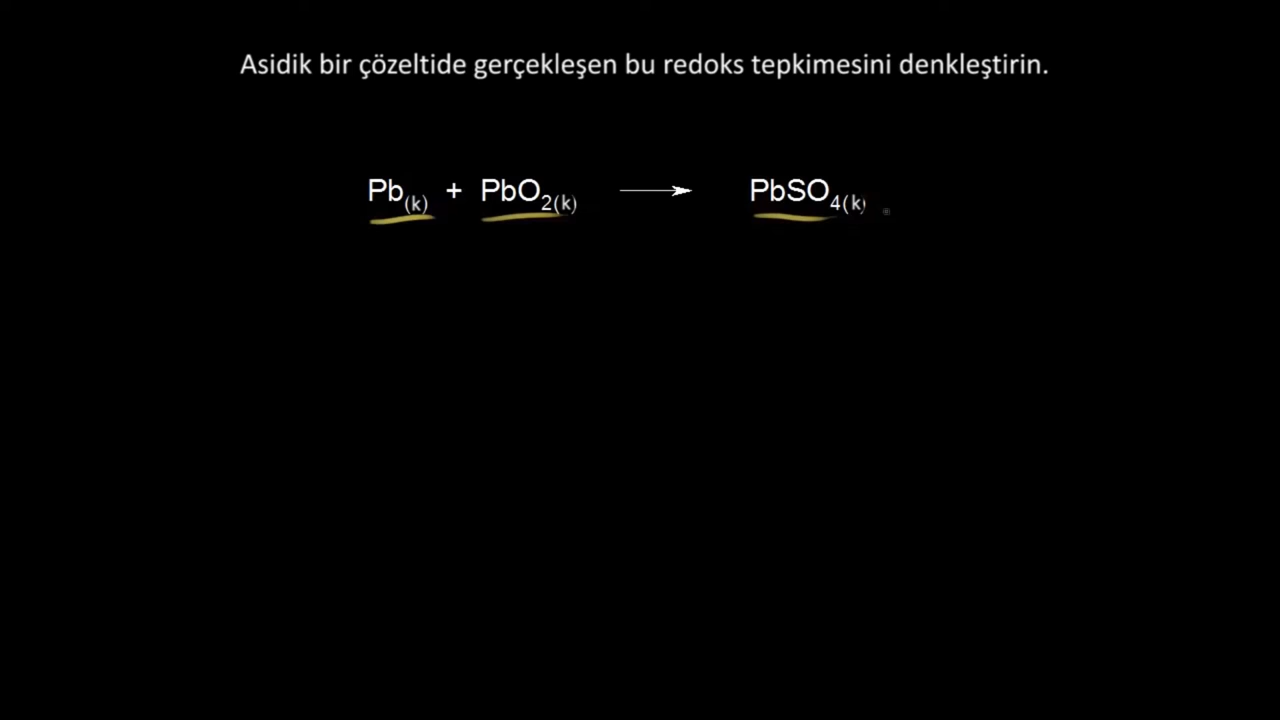 Asidik bir çözeltide gerçekleşen bu redoks tepkimesini denkleştirin.
Pb(k) + PbO2(k) → PbSO4(k)